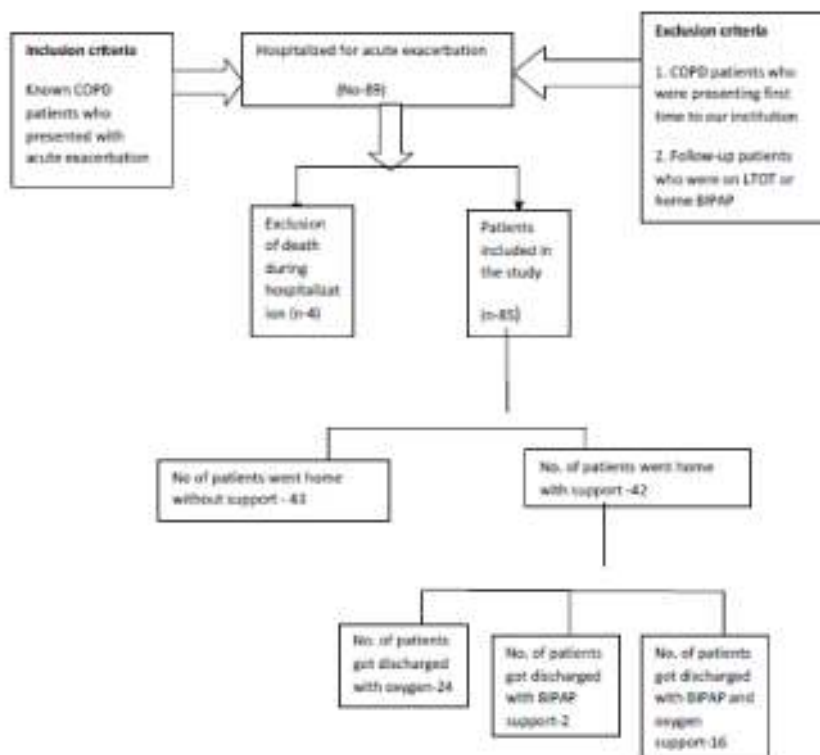 Inclusion criteria
Known COPD
patients who
presented with
acute exacerbation
Hospitalized for acute exacerbation
(No-89)
Exclusion criteria
1. COPD patients who
were presenting first
time to our institution
2. Follow-up patients
who were on LTOT or
home BIPAP
Exclusion
of death
during
hospitalizat
ion (n-4)
Patients
included in
the study
(n-85)
No of patients went home
without support - 43
No. of patients went home
with support -42
No. of patients
got discharged
with oxygen-24
No. of patients
got discharged
with BIPAP
support-2
No. of patients
got discharged
with BIPAP and
oxygen
support-16